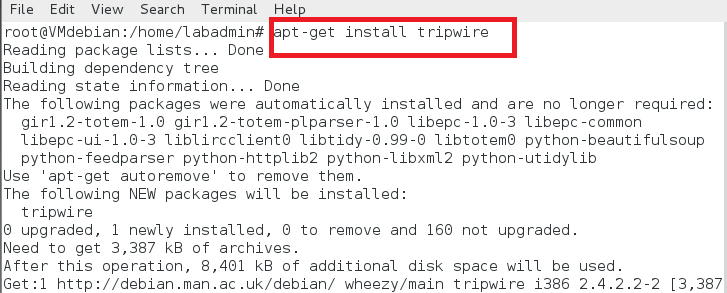 File Edit View Search Terminal Help
root@VMdebian:/home/labadmin# apt-get install tripwire
Reading package lists... Done
Building dependency tree
Reading state information... Done
The following packages were automatically installed and are no longer required:
  gir1.2-totem-1.0 gir1.2-totem-plparser-1.0 libepc-1.0-3 libepc-common
  libepc-ui-1.0-3 liblircclient0 libtidy-0.99-0 libtotem0 python-beautifulsoup
  python-feedparser python-httplib2 python-libxml2 python-utidylib
Use 'apt-get autoremove' to remove them.
The following NEW packages will be installed:
  tripwire
0 upgraded, 1 newly installed, 0 to remove and 160 not upgraded.
Need to get 3,387 kB of archives.
After this operation, 8,401 kB of additional disk space will be used.
Get:1 http://debian.man.ac.uk/debian/ wheezy/main tripwire i386 2.4.2.2-2 [3,387